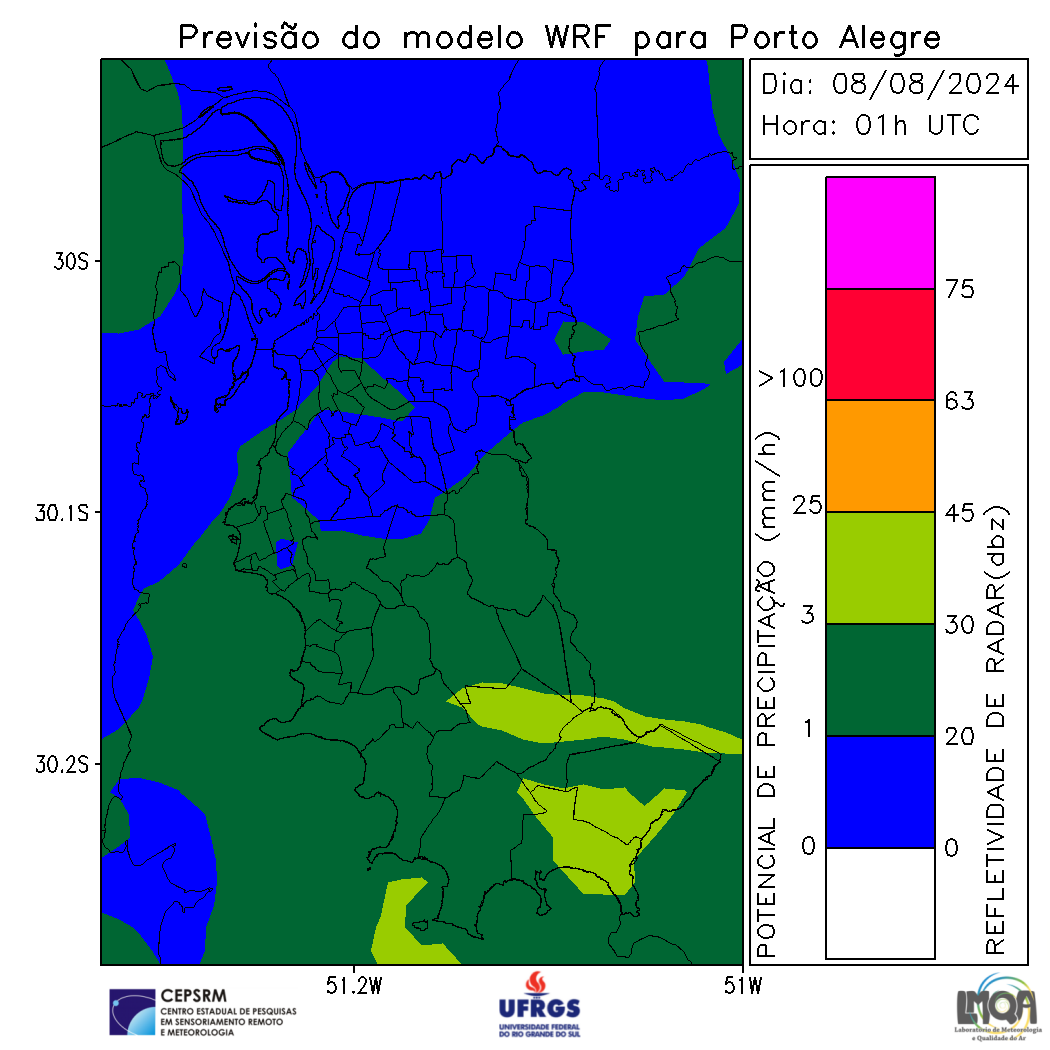 Previsão do modelo WRF para Porto Alegre
Dia: 08/08/2024
Hora: 01h UTC
30S
30.1S
30.2S
51.2W
51W
POTENCIAL DE PRECIPITAÇÃO (mm/h)
>100
25
3
1
0
75
63
45
30
20
0
REFLETIVIDADE DE RADAR(dbz)
CEPSRM
CENTRO ESTADUAL DE PESQUISAS
EM SENSORIAMENTO REMOTO
E METEOROLOGIA
UFRGS
UNIVERSIDADE FEDERAL
DO RIO GRANDE DO SUL
LMQA
Laboratório de Meteorologia
e Qualidade do Ar